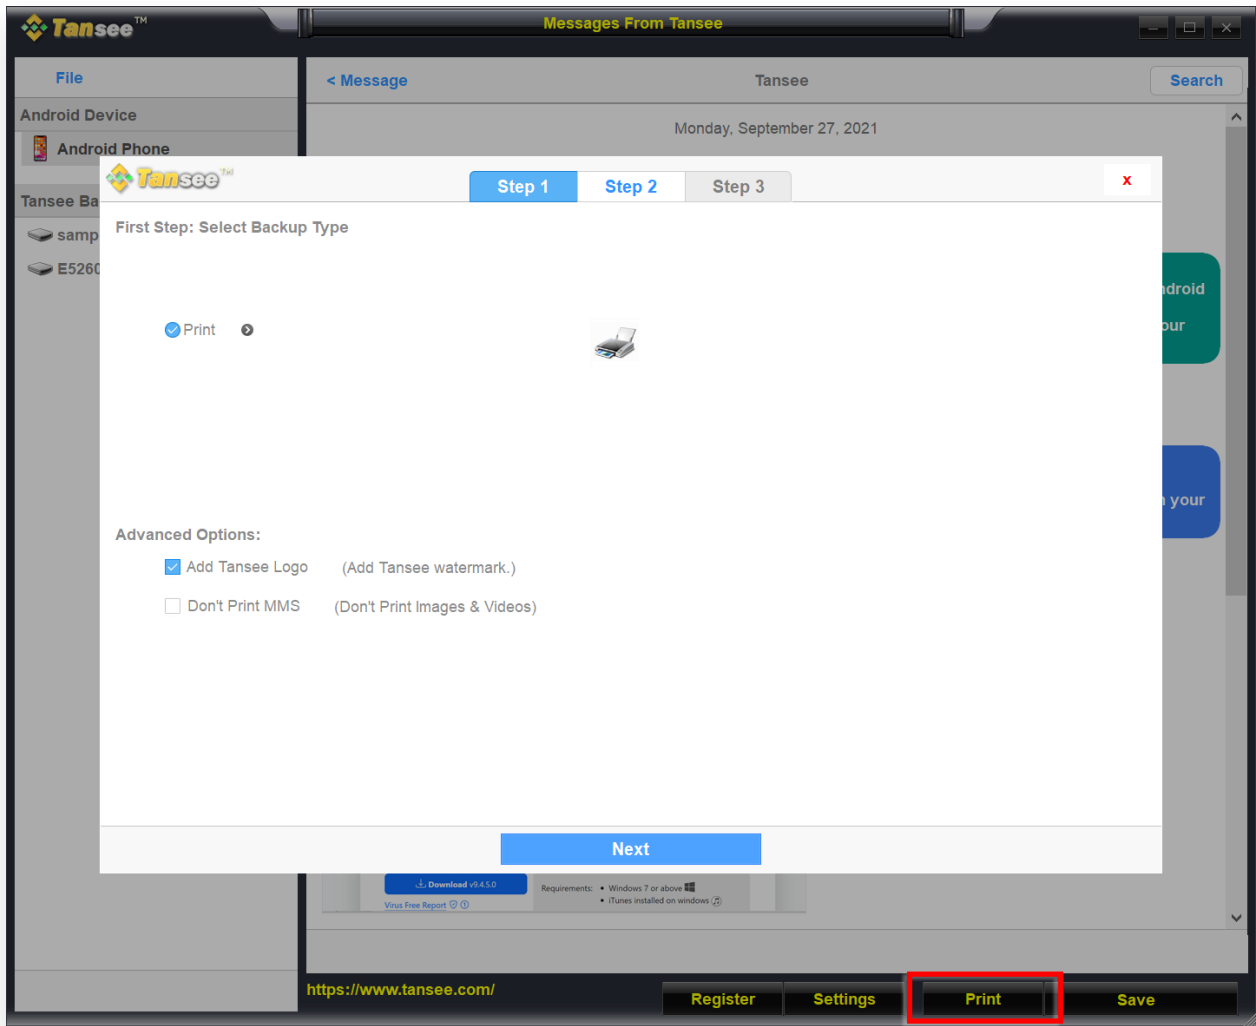 Tansee™
Messages From Tansee
File
< Message
Tansee
Search
Android Device
Monday, September 27, 2021
Android Phone
Tansee™
Step 1
Step 2
Step 3
x
Tansee Ba
First Step: Select Backup Type
samp
E5260
ndroid
our
Print
n your
Advanced Options:
Add Tansee Logo (Add Tansee watermark.)
Don't Print MMS (Don't Print Images & Videos)
Next
Download v9.4.5.0
Requirements: • Windows 7 or above
Virus Free Report
• iTunes installed on windows
https://www.tansee.com/
Register
Settings
Print
Save